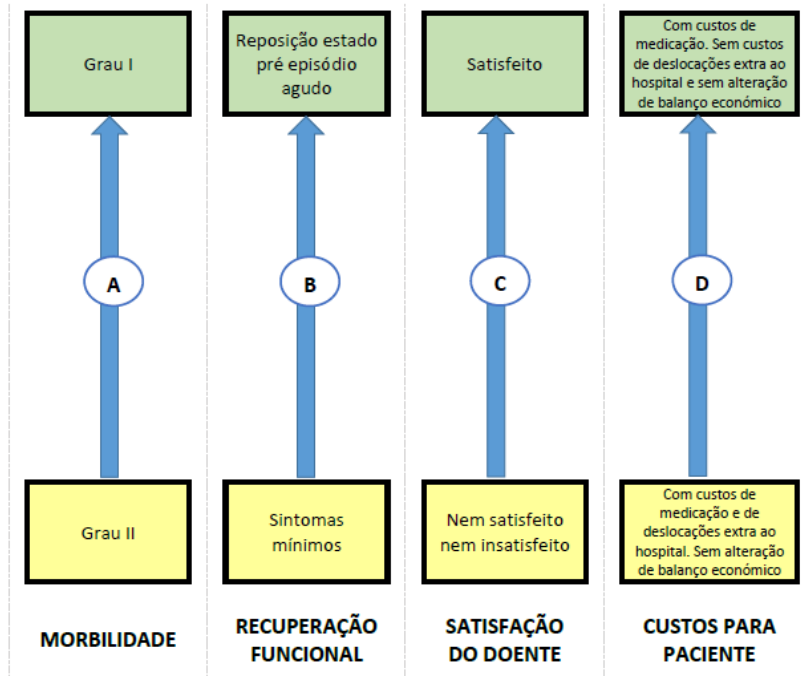 Grau I
Reposição estado
pré episódio
agudo
Satisfeito
Com custos de
medicação. Sem custos
de deslocações extra ao
hospital e sem alteração
de balanço económico
A
B
C
D
Grau II
Sintomas
mínimos
Nem satisfeito
nem insatisfeito
Com custos de
medicação e de
deslocações extra ao
hospital. Sem alteração
de balanço económico
MORBILIDADE
RECUPERAÇÃO
FUNCIONAL
SATISFAÇÃO
DO DOENTE
CUSTOS PARA
PACIENTE